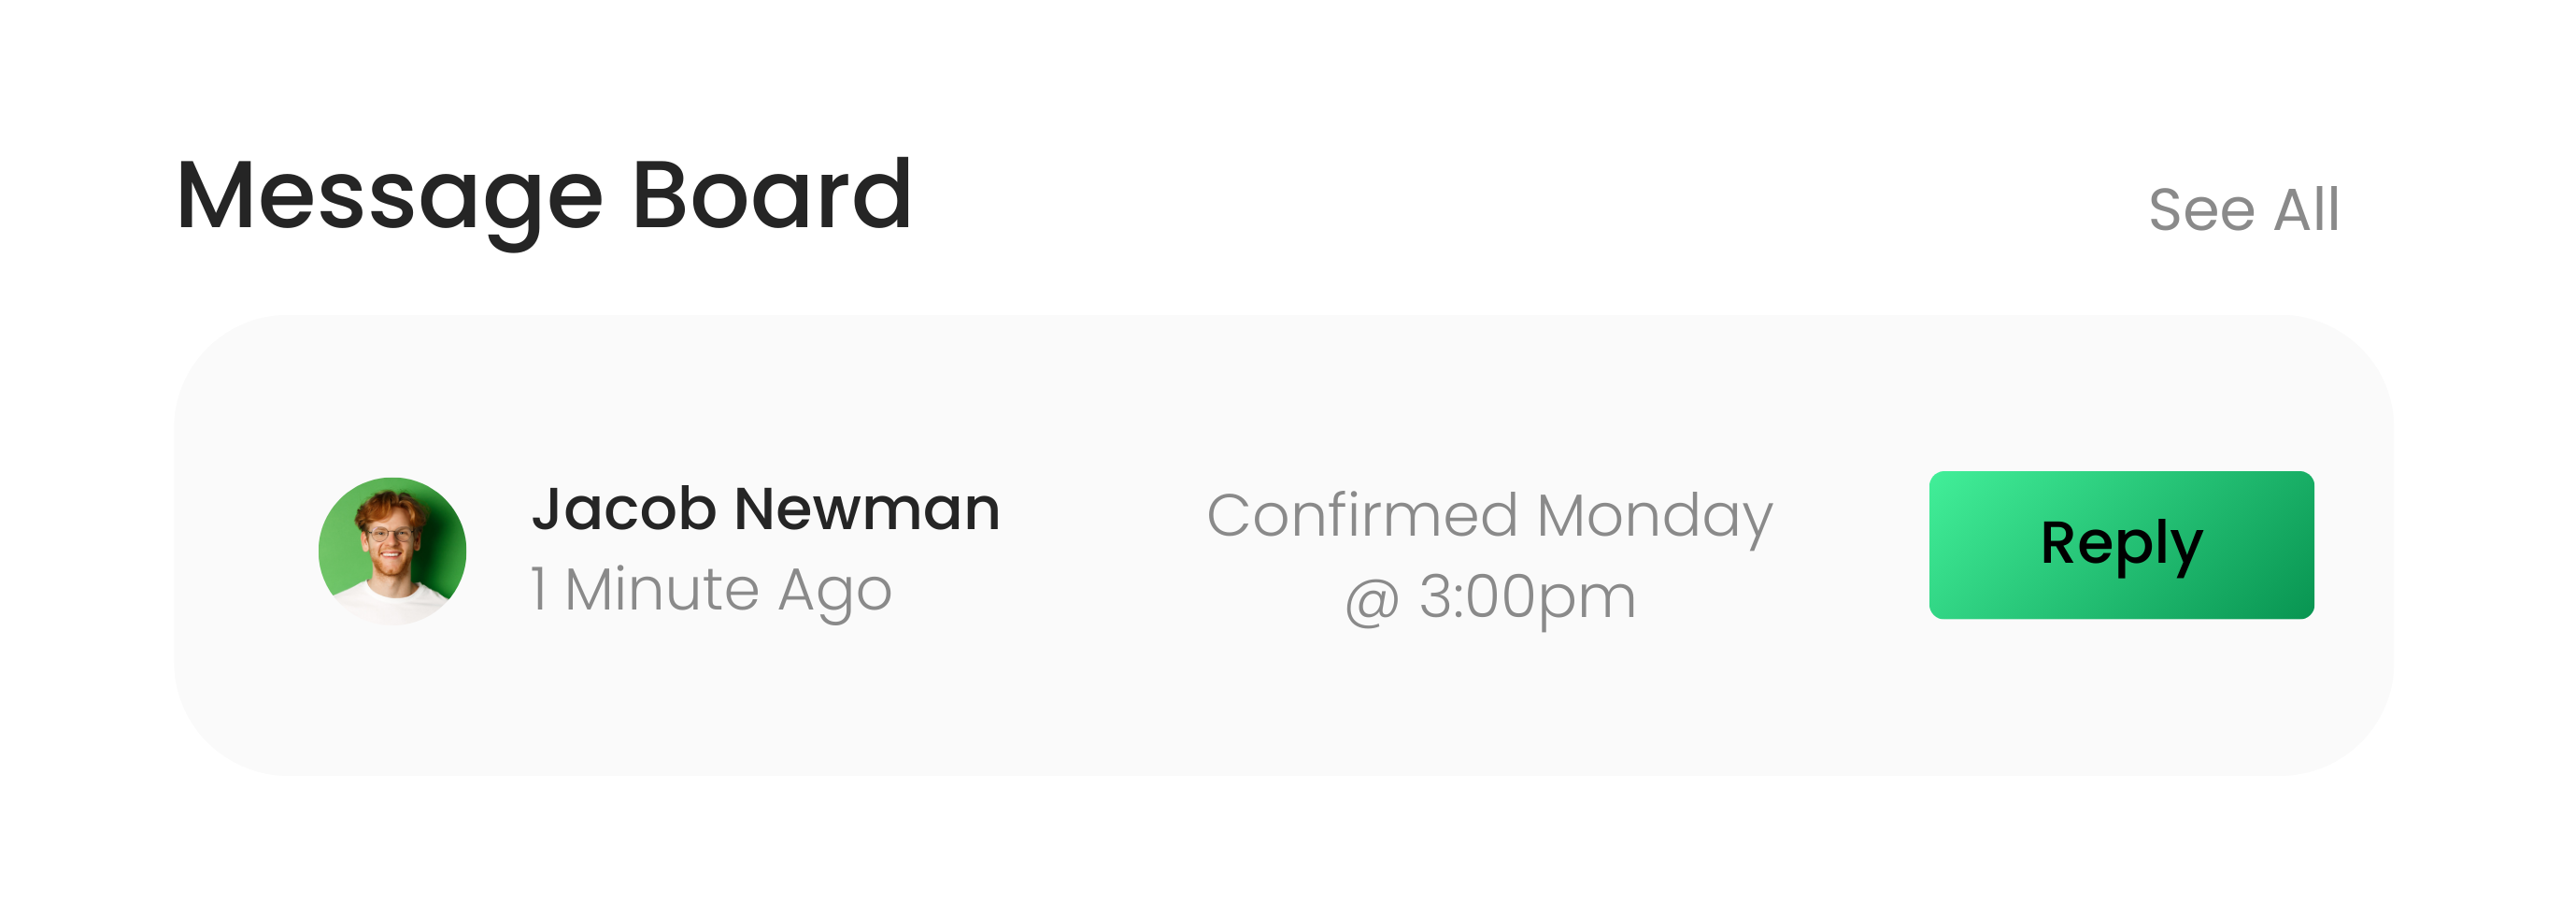 Message Board
See All
Jacob Newman
1 Minute Ago
Confirmed Monday
@ 3:00pm
Reply